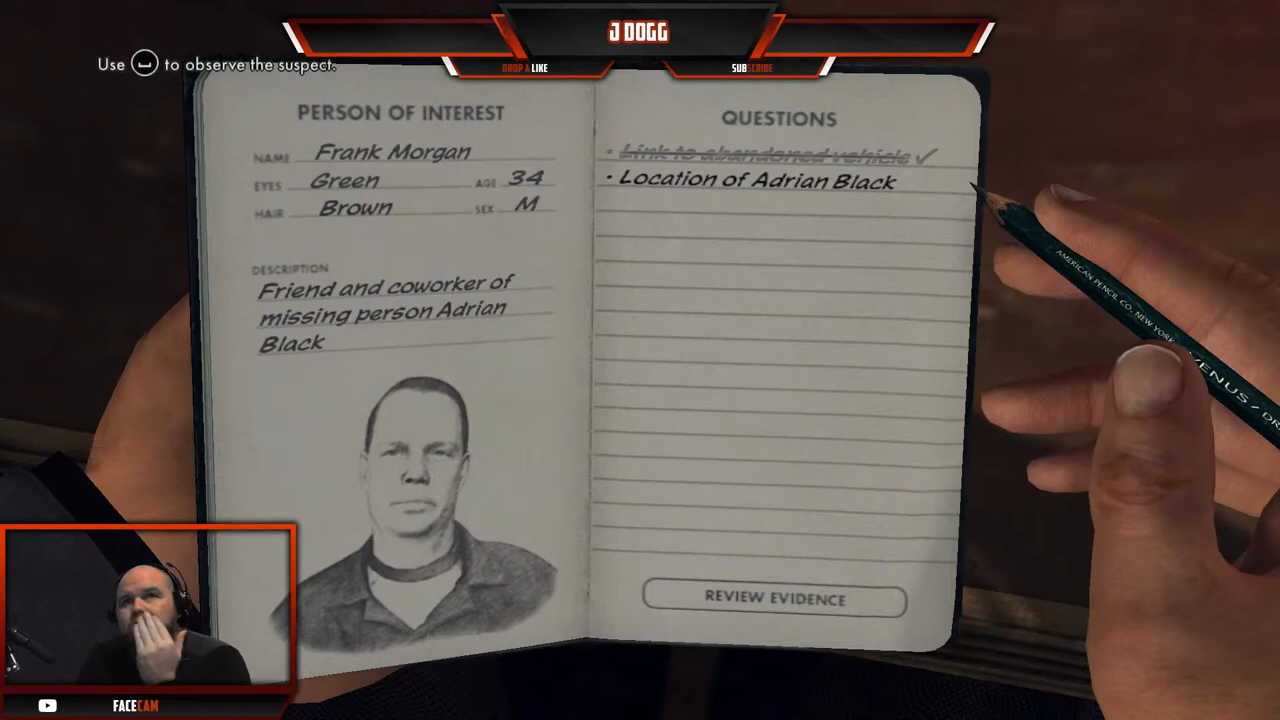 J DOGG
Use to observe the suspect.
DROP A LIKE
SUBSCRIBE
PERSON OF INTEREST
NAME Frank Morgan
EYES Green AGE 34
HAIR Brown SEX M
DESCRIPTION
Friend and coworker of
missing person Adrian
Black
QUESTIONS
• Link to abandoned vehicle ✓
• Location of Adrian Black
REVIEW EVIDENCE
AMERICAN PENCIL CO. NEW YORK
VENUS
FACECAM